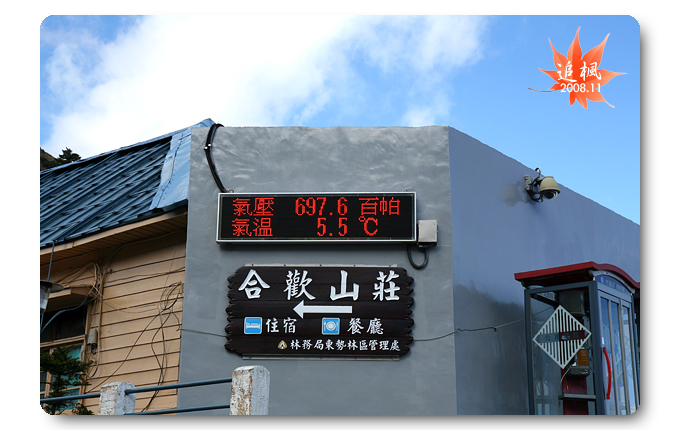 追楓
2008.11
氣壓 697.6 百帕
氣溫 5.5 ℃
合歡山莊
住宿 餐廳
林務局東勢林區管理處